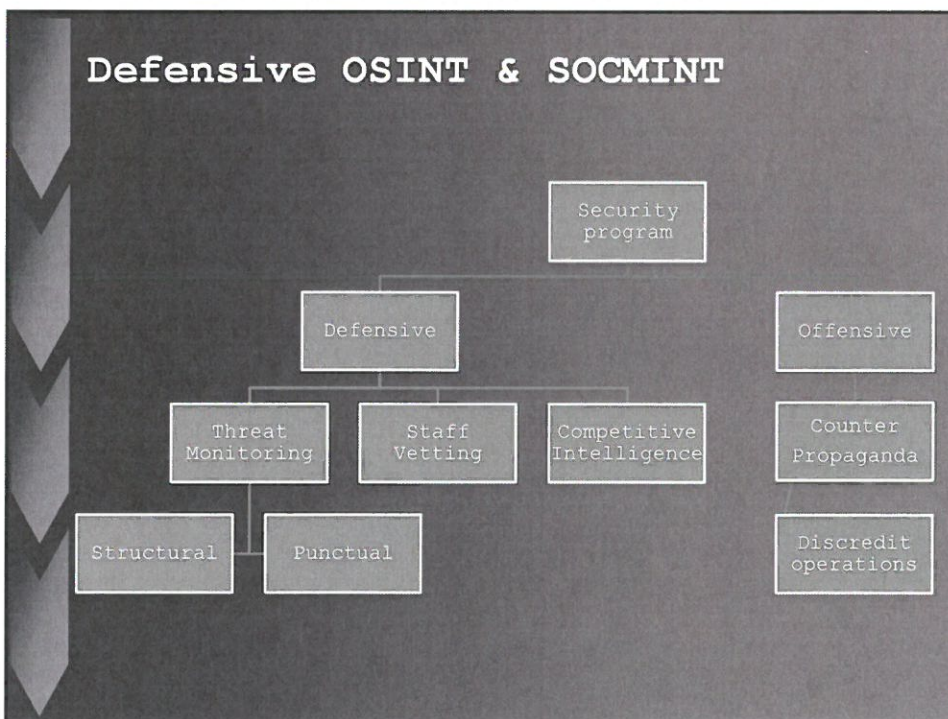 Defensive OSINT & SOCMINT
Security
program
Defensive
Offensive
Threat
Monitoring
Staff
Vetting
Competitive
Intelligence
Counter
Propaganda
Structural
Punctual
Discredit
operations